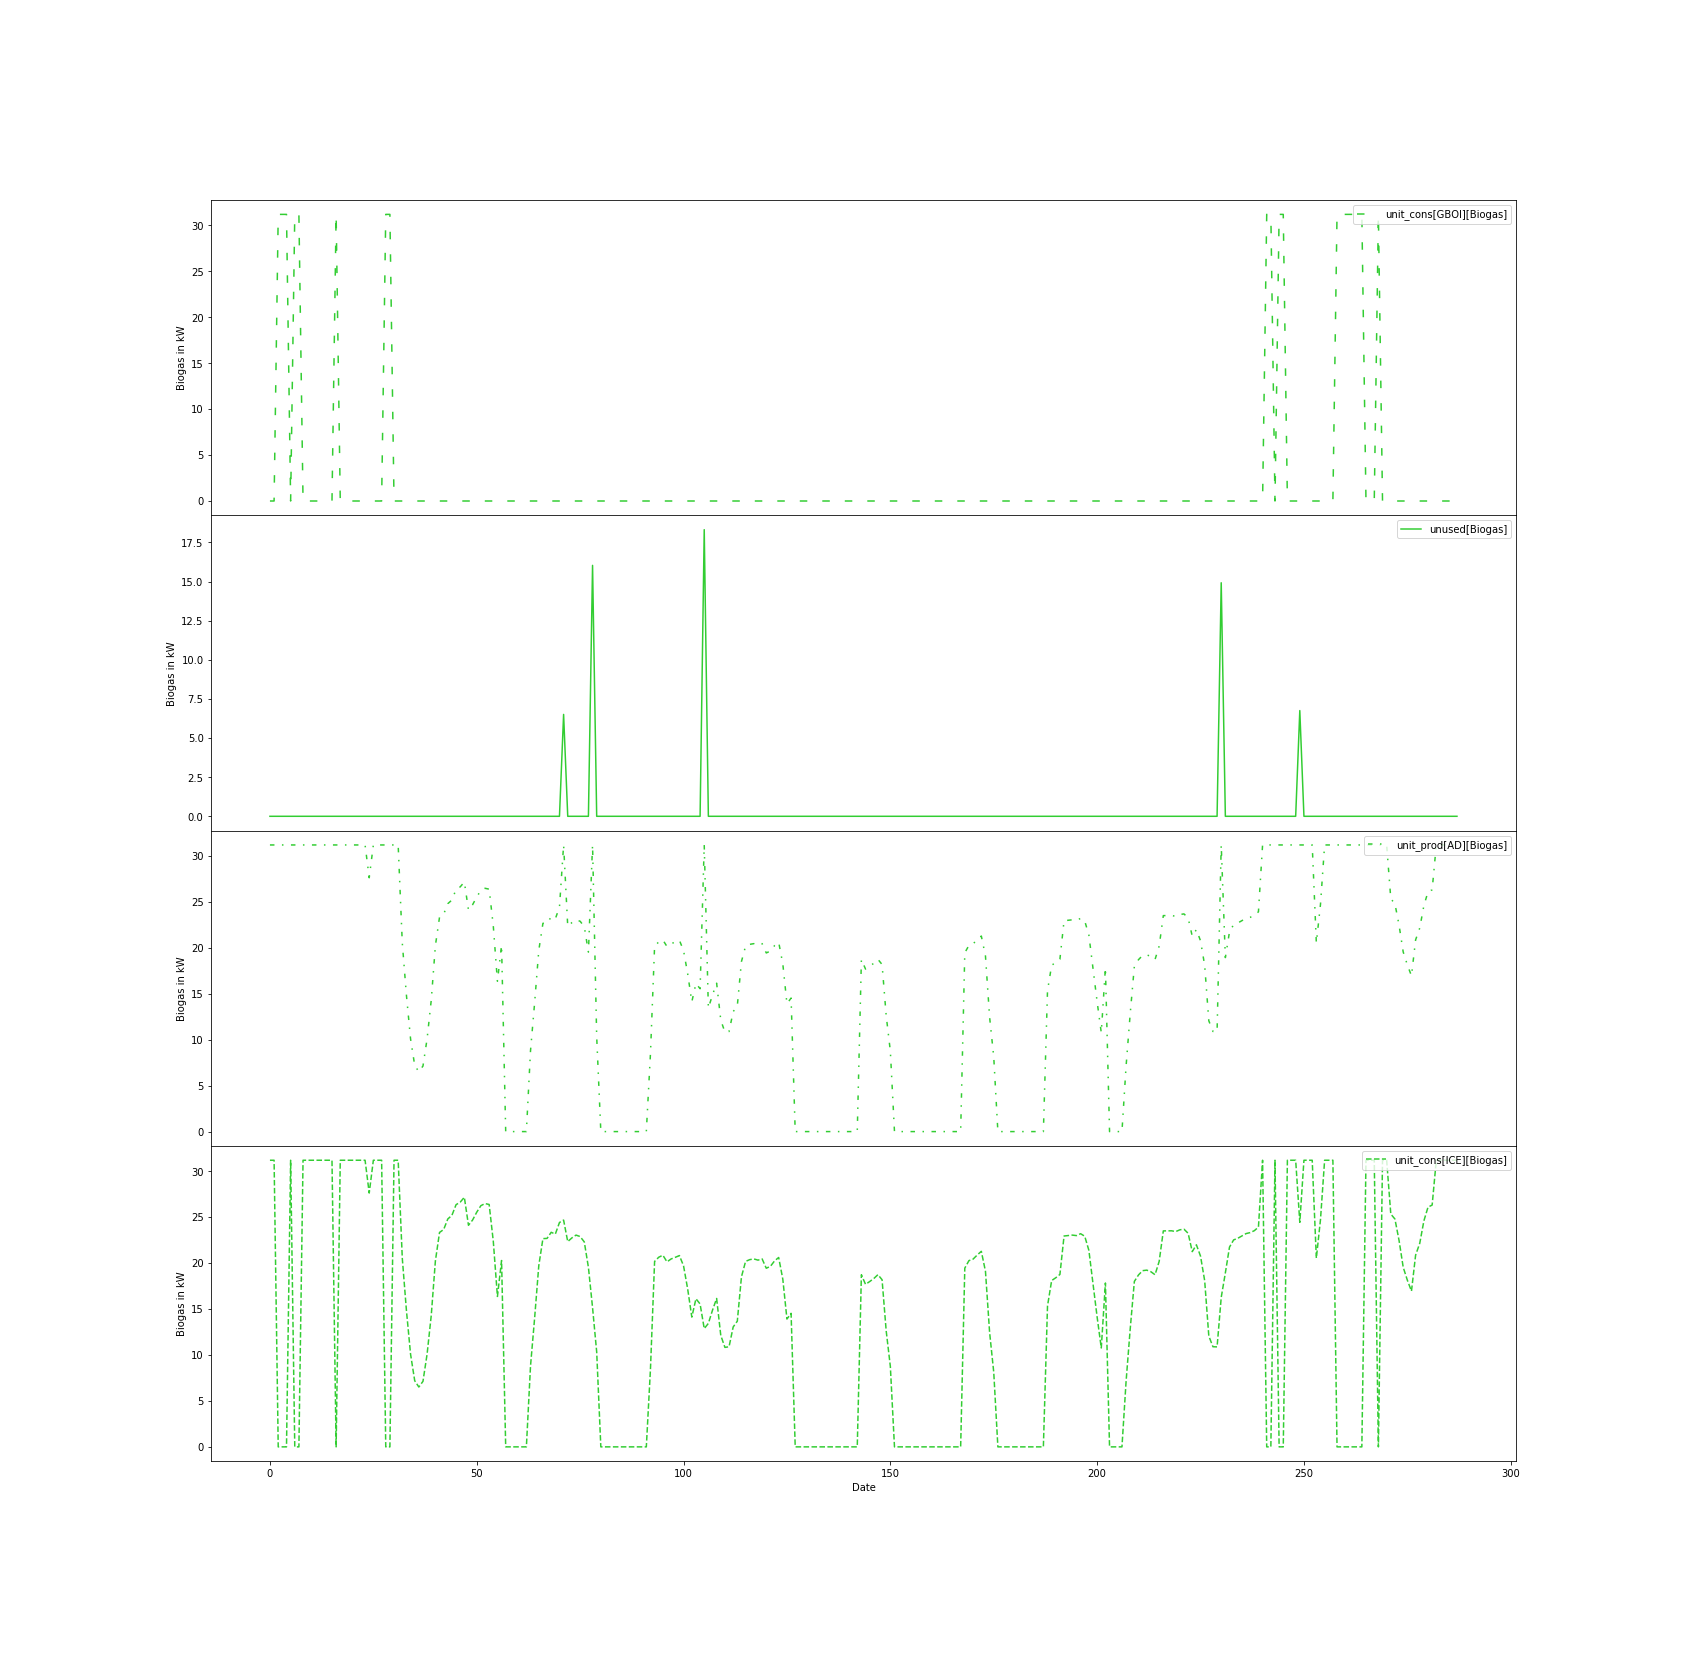 unit_cons[GBOI][Biogas]
30
25
20
15
10
5
0
Biogas in kW
unused[Biogas]
17.5
15.0
12.5
10.0
7.5
5.0
2.5
0.0
Biogas in kW
unit_prod[AD][Biogas]
30
25
20
15
10
5
0
Biogas in kW
unit_cons[ICE][Biogas]
30
25
20
15
10
5
0
Biogas in kW
0 50 100 150 200 250 300
Date